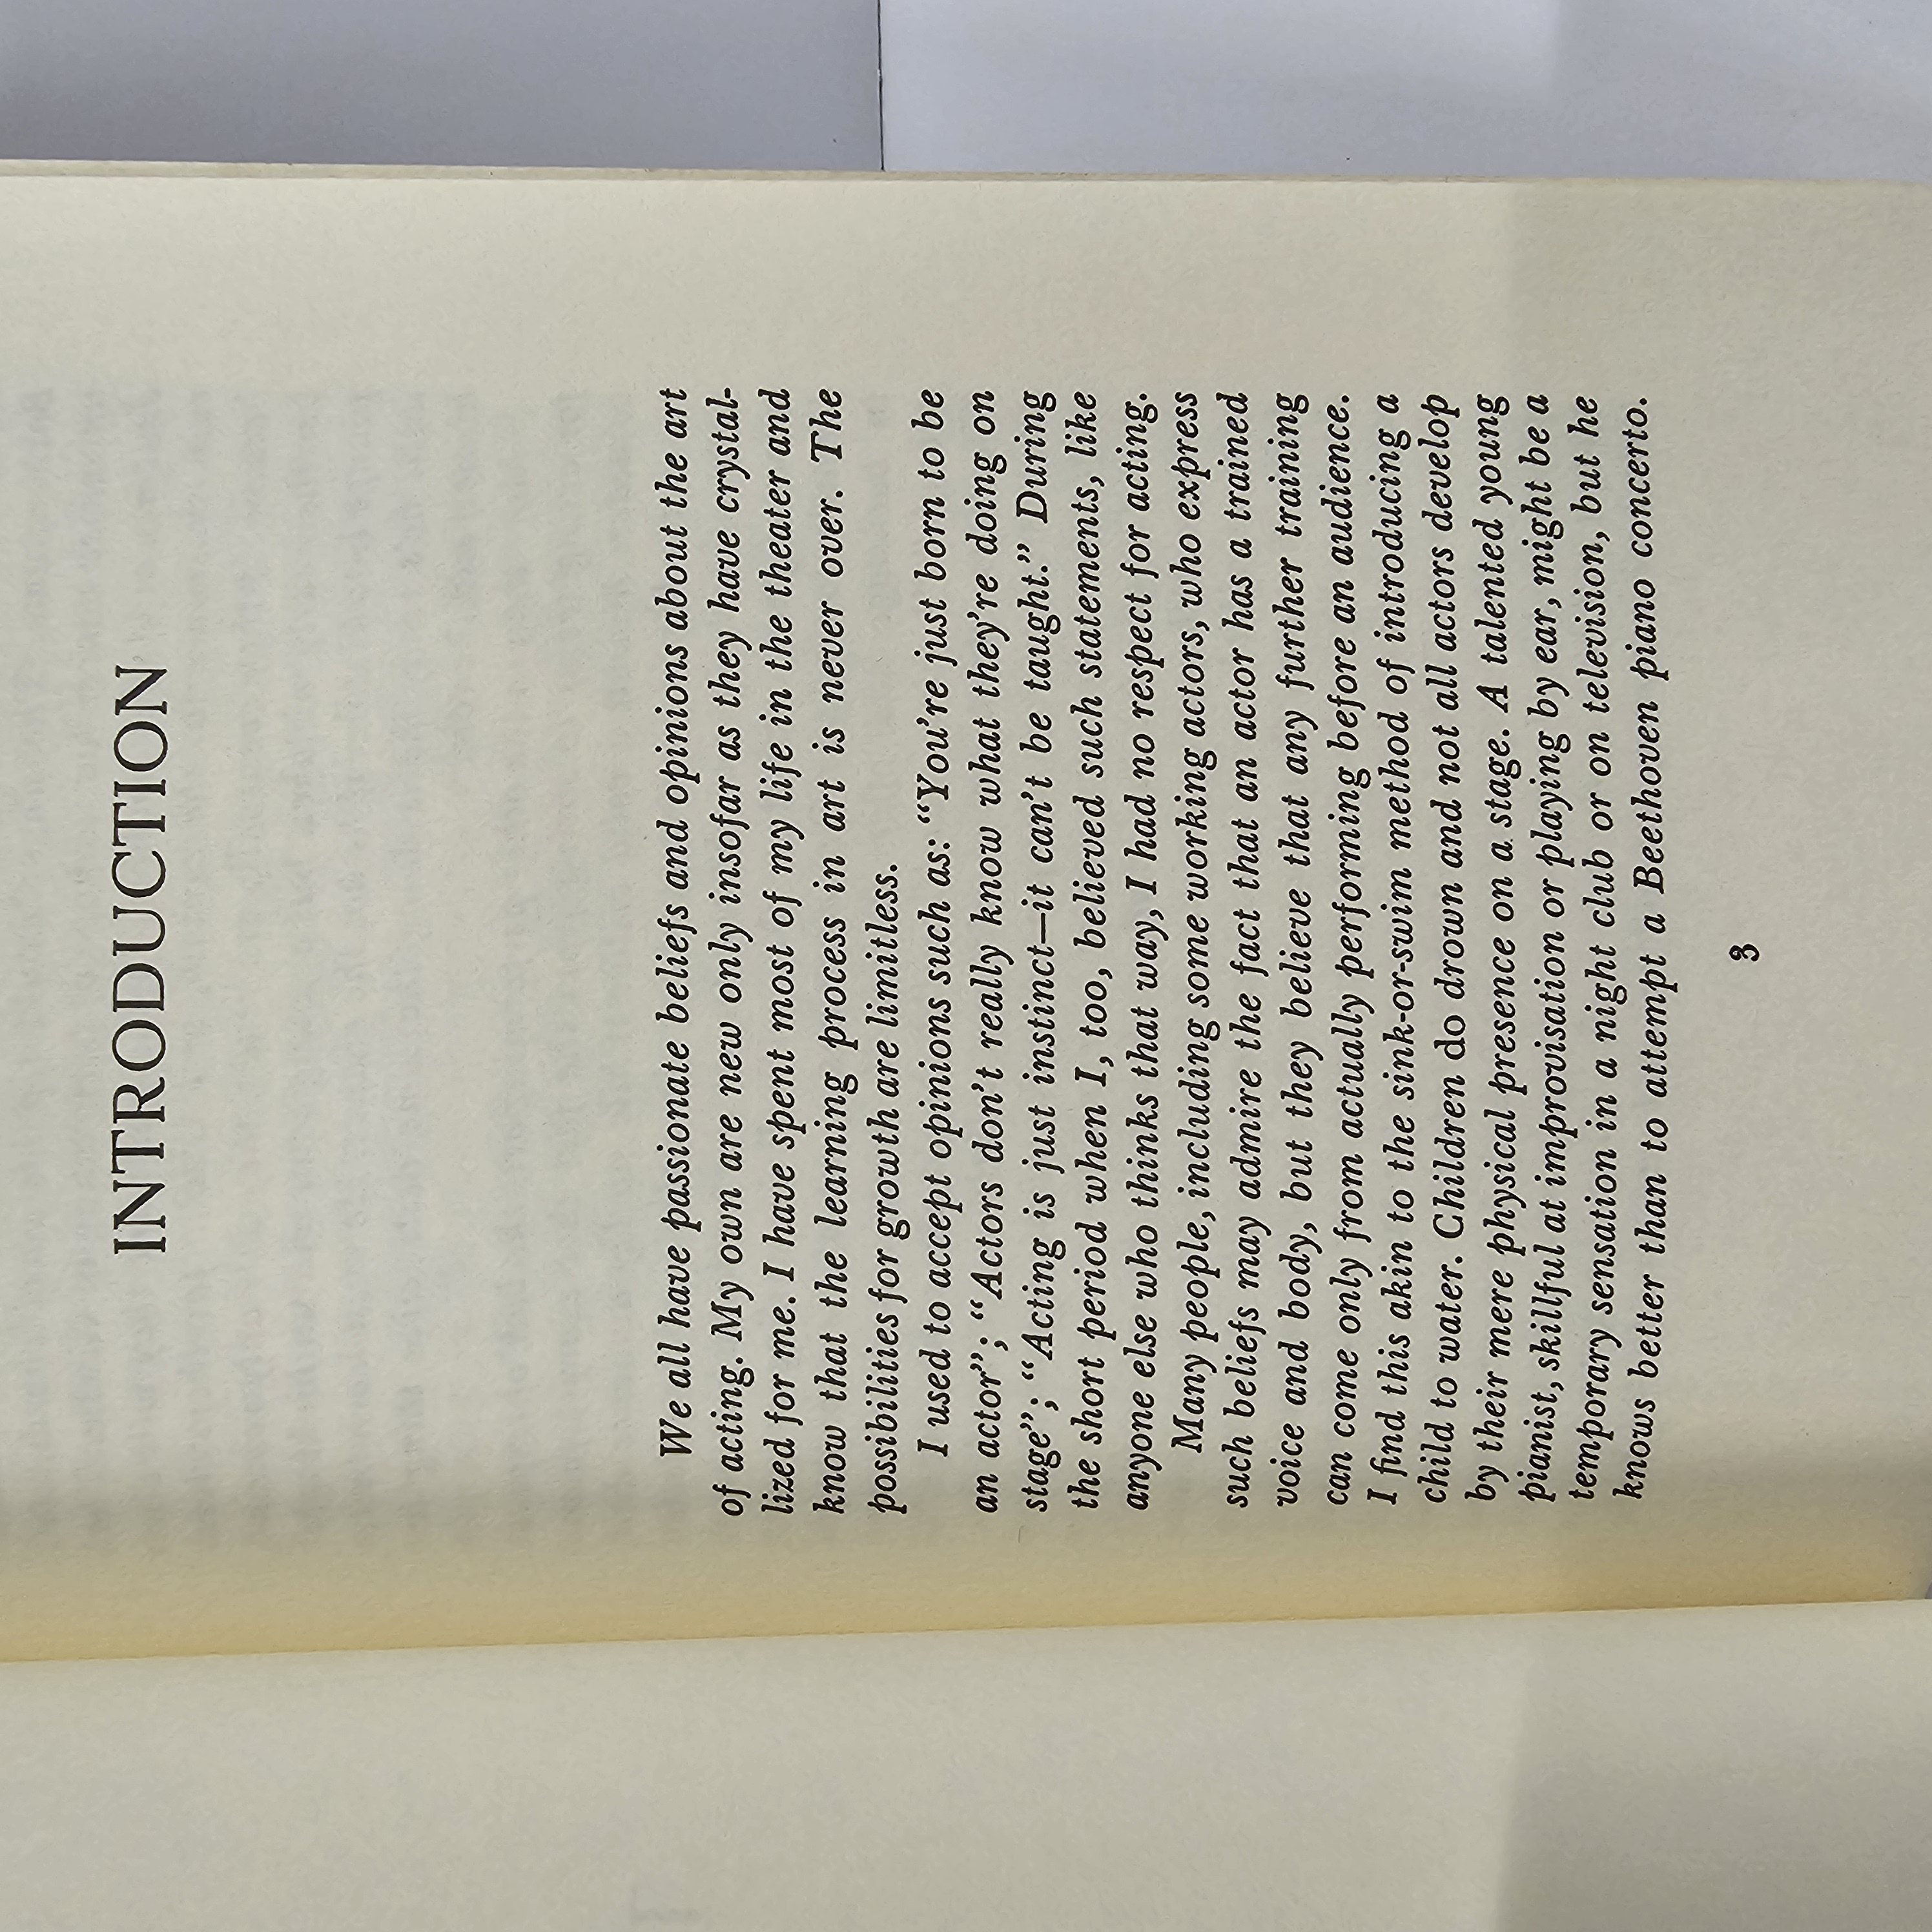 INTRODUCTION
We all have passionate beliefs and opinions about the art
of acting. My own are new only insofar as they have crystal-
lized for me. I have spent most of my life in the theater and
know that the learning process in art is never over. The
possibilities for growth are limitless.
I used to accept opinions such as: “You’re just born to be
an actor”; “Actors don’t really know what they’re doing on
stage”; “Acting is just instinct—it can’t be taught.” During
the short period when I, too, believed such statements, like
anyone else who thinks that way, I had no respect for acting.
Many people, including some working actors, who express
such beliefs may admire the fact that an actor has a trained
voice and body, but they believe that any further training
can come only from actually performing before an audience.
I find this akin to the sink-or-swim method of introducing a
child to water. Children do drown and not all actors develop
by their mere physical presence on a stage. A talented young
pianist, skillful at improvisation or playing by ear, might be a
temporary sensation in a night club or on television, but he
knows better than to attempt a Beethoven piano concerto.
3